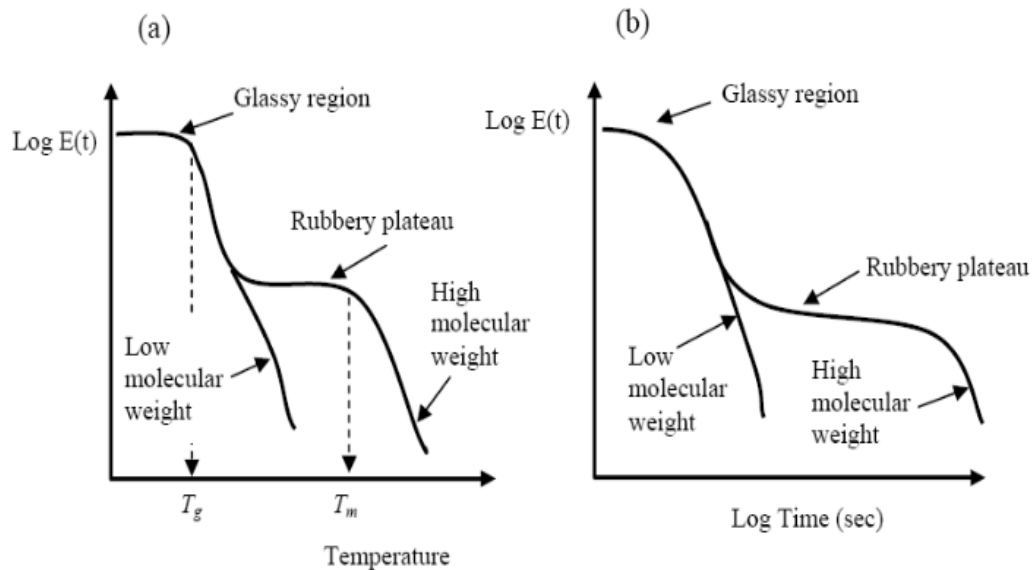 (a)
Glassy region
Log E(t)
Rubbery plateau
High
molecular
weight
Low
molecular
weight
T_g
T_m
Temperature
(b)
Glassy region
Log E(t)
Rubbery plateau
Low
molecular
weight
High
molecular
weight
Log Time (sec)